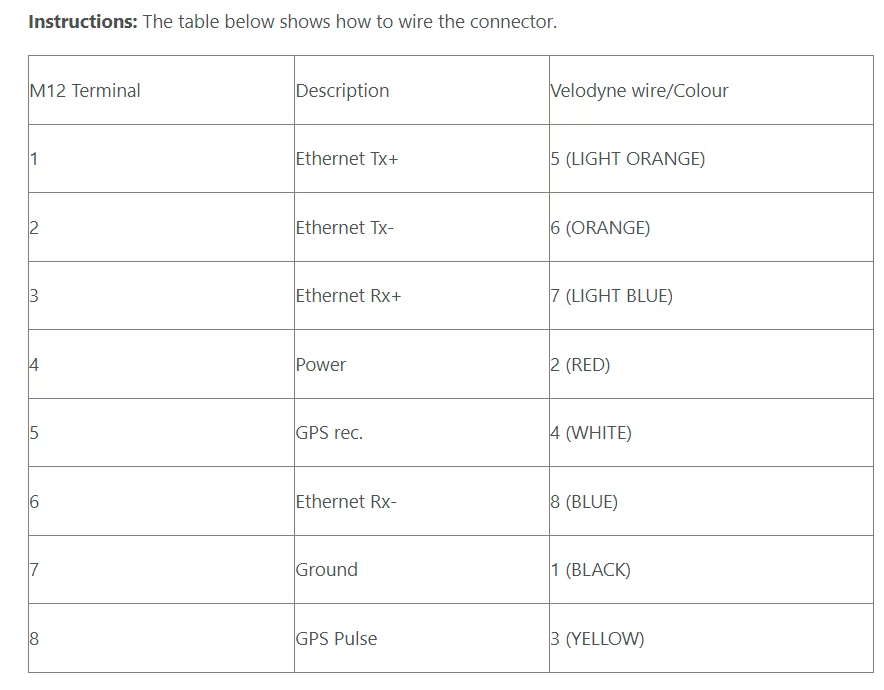 Instructions: The table below shows how to wire the connector.
M12 Terminal Description Velodyne wire/Colour
1 Ethernet Tx+ 5 (LIGHT ORANGE)
2 Ethernet Tx- 6 (ORANGE)
3 Ethernet Rx+ 7 (LIGHT BLUE)
4 Power 2 (RED)
5 GPS rec. 4 (WHITE)
6 Ethernet Rx- 8 (BLUE)
7 Ground 1 (BLACK)
8 GPS Pulse 3 (YELLOW)